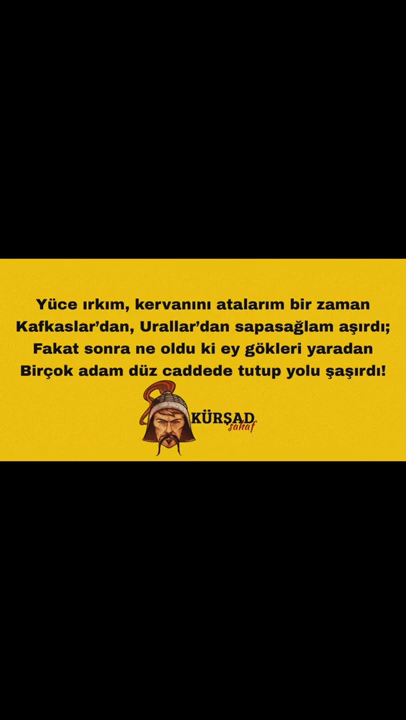 Yüce ırkım, kervanını atalarım bir zaman
Kafkaslar’dan, Urallar’dan sapasağlam aşırdı;
Fakat sonra ne oldu ki ey gökleri yaradan
Birçok adam düz caddede tutup yolu şaşırdı!
KÜRŞAD
sahaf